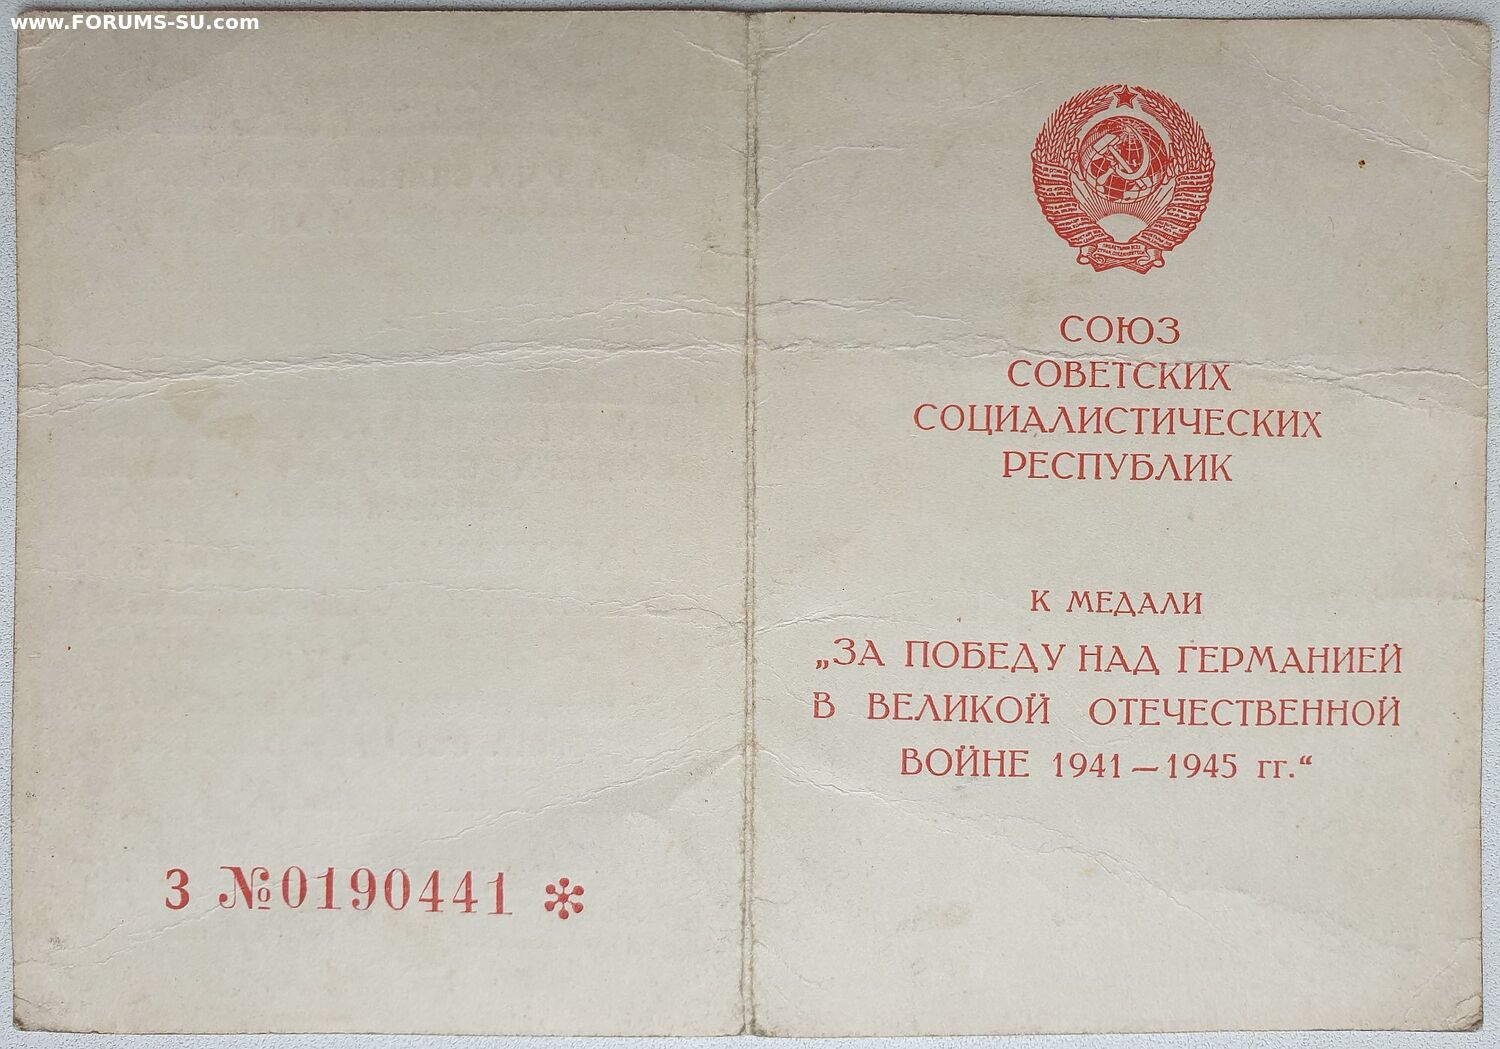 www.FORUMS-SU.com
СОЮЗ
СОВЕТСКИХ
СОЦИАЛИСТИЧЕСКИХ
РЕСПУБЛИК
К МЕДАЛИ
„ЗА ПОБЕДУ НАД ГЕРМАНИЕЙ
В ВЕЛИКОЙ ОТЕЧЕСТВЕННОЙ
ВОЙНЕ 1941—1945 гг.“
З №0190441 *